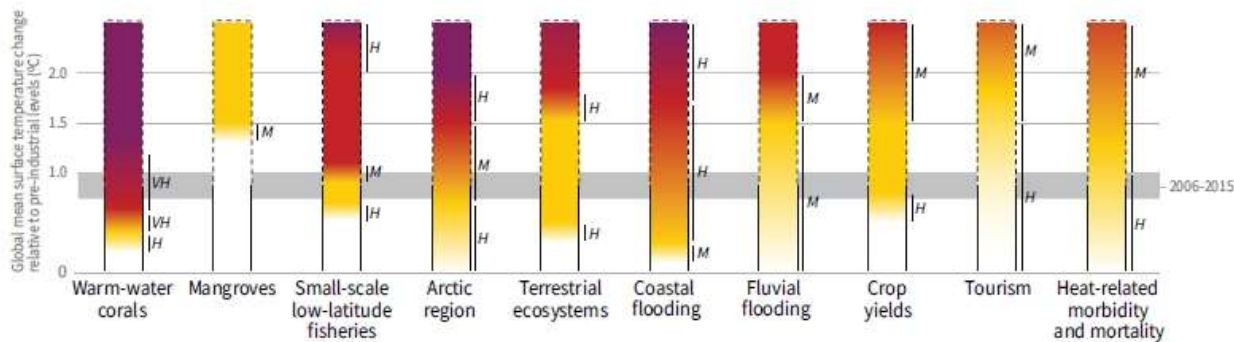 Global mean surface temperature change
relative to pre-industrial levels (°C)
2.0
1.5
1.0
0
H
M
VH
VH
H
M
H
H
M
H
H
H
H
H
M
M
M
M
H
M
H
M
H
2006-2015
Warm-water
corals
Mangroves
Small-scale
low-latitude
fisheries
Arctic
region
Terrestrial
ecosystems
Coastal
flooding
Fluvial
flooding
Crop
yields
Tourism
Heat-related
morbidity
and mortality